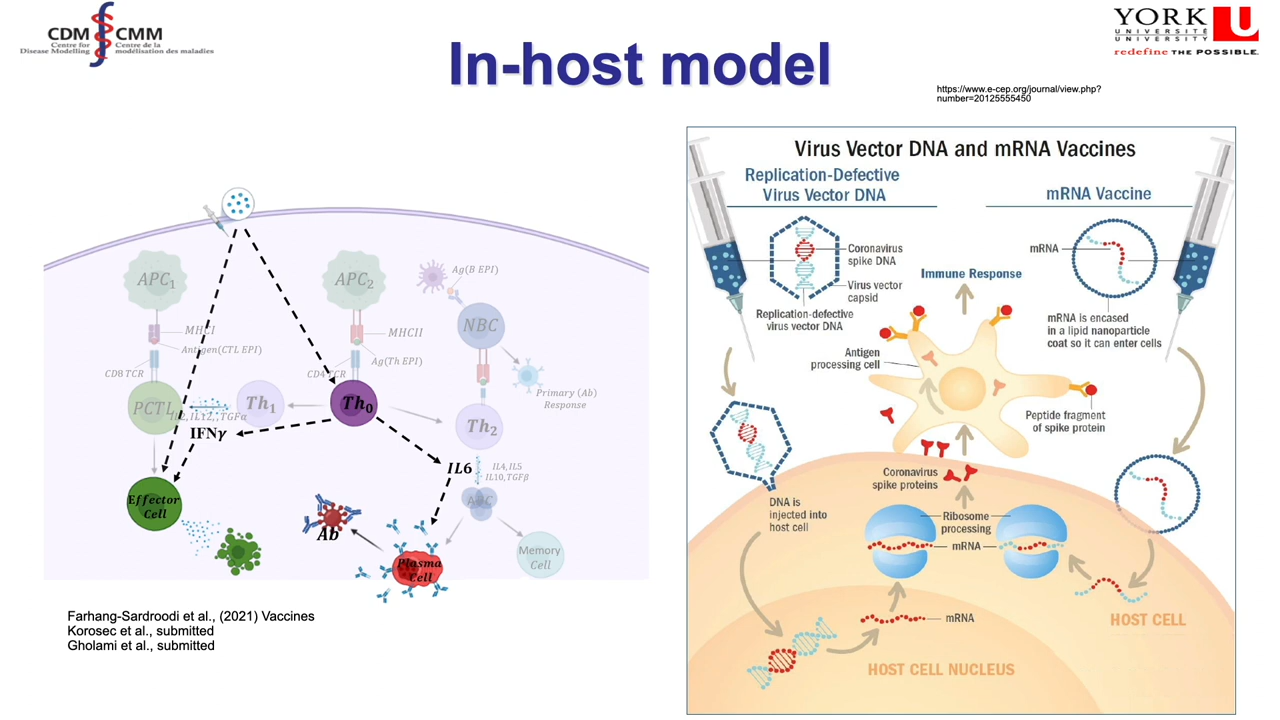 CDM CMM
Centre for Centre de la
Disease Modelling modélisation des maladies
In-host model
YORK U
UNIVERSITÉ
UNIVERSITY
redefine THE POSSIBLE.
https://www.e-cep.org/journal/view.php?
number=20125555450
APC1
APC2
Ag(B EPI)
NBC
MHCI
Antigen(CTL EPI)
CD8 TCR
MHCII
Ag(Th EPI)
CD4 TCR
Primary (Ab)
Response
PCTL
IL2, IL12, TGFα
IFNγ
Th1
Th0
Th2
IL6
IL4, IL5
IL10, TGFβ
Effector
Cell
Ab
Plasma
Cell
Memory
Cell
Farhang-Sardroodi et al., (2021) Vaccines
Korosec et al., submitted
Gholami et al., submitted
Virus Vector DNA and mRNA Vaccines
Replication-Defective
Virus Vector DNA
mRNA Vaccine
Coronavirus
spike DNA
Virus vector
capsid
Replication-defective
virus vector DNA
Immune Response
mRNA
mRNA is encased
in a lipid nanoparticle
coat so it can enter cells
Antigen
processing cell
Peptide fragment
of spike protein
Coronavirus
spike proteins
DNA is
injected into
host cell
Ribosome
processing
mRNA
mRNA
HOST CELL
HOST CELL NUCLEUS